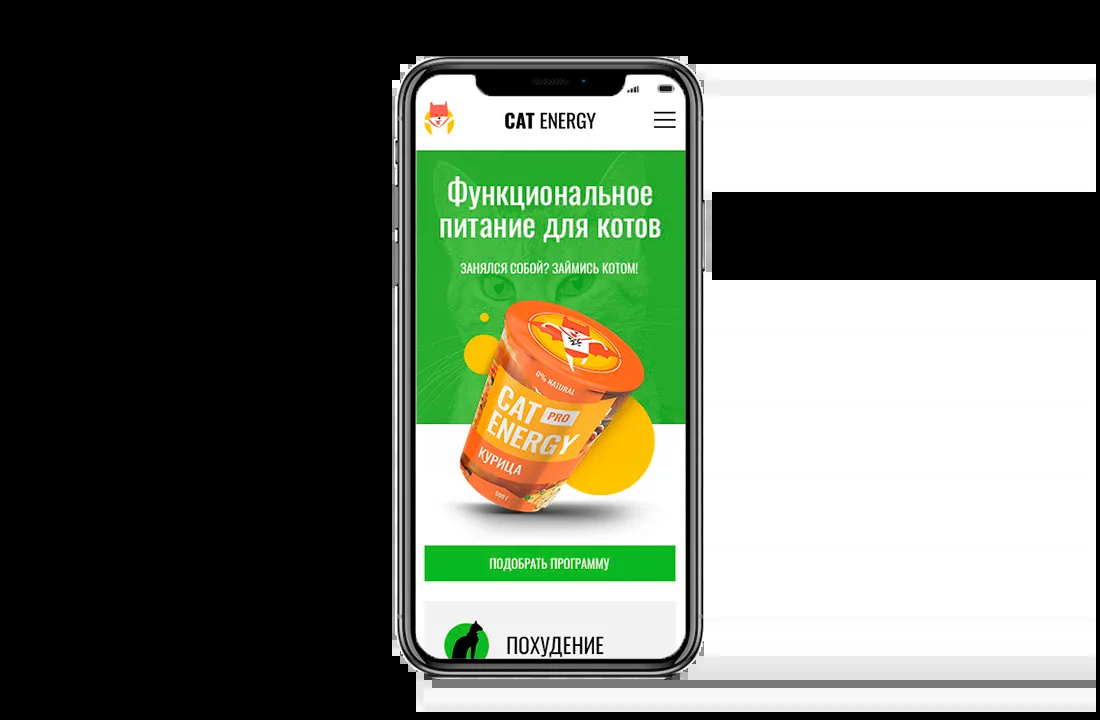 CAT ENERGY
Функциональное
питание для котов
ЗАНЯЛСЯ СОБОЙ? ЗАЙМИСЬ КОТОМ!
0% NATURAL
CAT PRO
ENERGY
КУРИЦА
500 г
ПОДОБРАТЬ ПРОГРАММУ
ПОХУДЕНИЕ